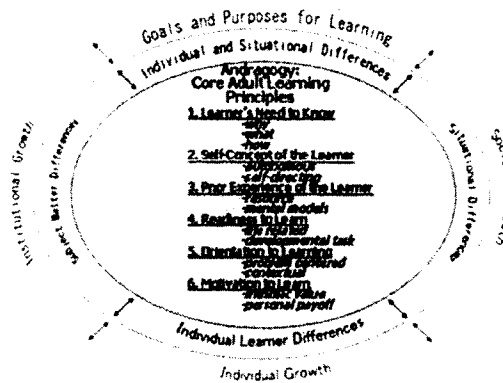 Goals and Purposes for Learning
Individual and Situational Differences
Andragogy:
Core Adult Learning
Principles
1. Learner's Need to Know
-why
-what
-how
2. Self-Concept of the Learner
-autonomous
-self-directing
3. Prior Experience of the Learner
-resource
-mental models
4. Readiness to Learn
-life related
-developmental task
5. Orientation to Learning
-problem centered
-contextual
6. Motivation to Learn
-intrinsic value
-personal payoff
Institutional Growth
Subject Matter Differences
Situational Differences
Individual Learner Differences
Individual Growth